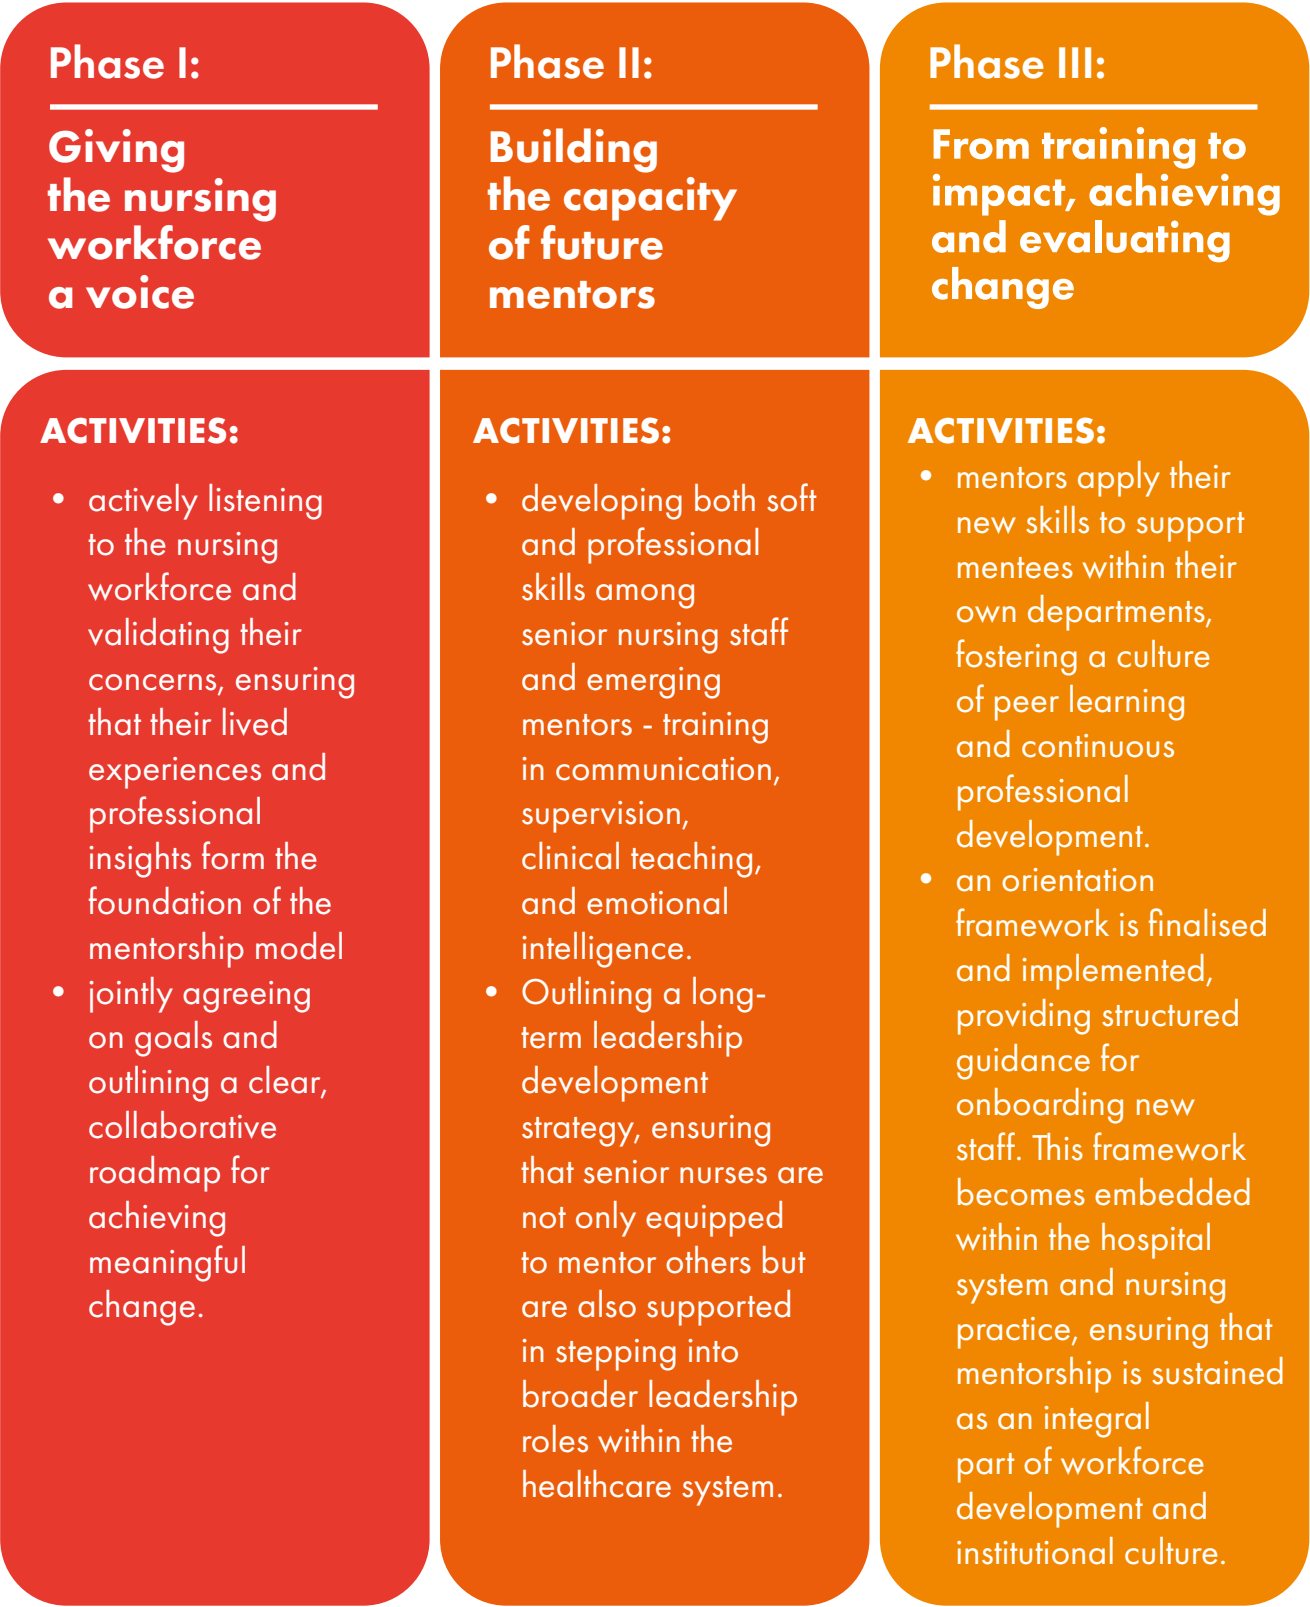 Phase I:
Giving
the nursing
workforce
a voice
ACTIVITIES:
• actively listening
to the nursing
workforce and
validating their
concerns, ensuring
that their lived
experiences and
professional
insights form the
foundation of the
mentorship model
• jointly agreeing
on goals and
outlining a clear,
collaborative
roadmap for
achieving
meaningful
change.
Phase II:
Building
the capacity
of future
mentors
ACTIVITIES:
• developing both soft
and professional
skills among
senior nursing staff
and emerging
mentors - training
in communication,
supervision,
clinical teaching,
and emotional
intelligence.
• Outlining a long-
term leadership
development
strategy, ensuring
that senior nurses are
not only equipped
to mentor others but
are also supported
in stepping into
broader leadership
roles within the
healthcare system.
Phase III:
From training to
impact, achieving
and evaluating
change
ACTIVITIES:
• mentors apply their
new skills to support
mentees within their
own departments,
fostering a culture
of peer learning
and continuous
professional
development.
• an orientation
framework is finalised
and implemented,
providing structured
guidance for
onboarding new
staff. This framework
becomes embedded
within the hospital
system and nursing
practice, ensuring that
mentorship is sustained
as an integral
part of workforce
development and
institutional culture.